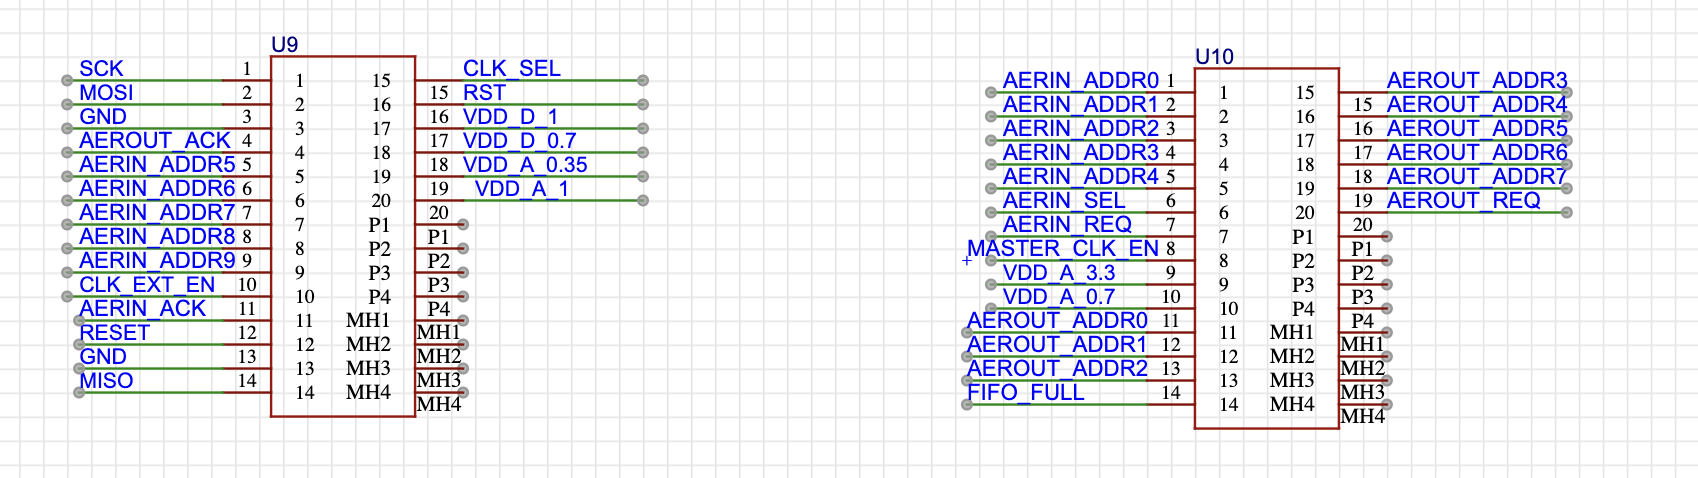 U9
SCK 1 1 15 CLK_SEL
MOSI 2 2 16 15 RST
GND 3 3 17 16 VDD_D_1
AEROUT_ACK 4 4 18 17 VDD_D_0.7
AERIN_ADDR5 5 5 19 18 VDD_A_0.35
AERIN_ADDR6 6 6 20 19 VDD_A_1
AERIN_ADDR7 7 7 P1 20
AERIN_ADDR8 8 8 P2 P1
AERIN_ADDR9 9 9 P3 P2
CLK_EXT_EN 10 10 P4 P3
AERIN_ACK 11 11 MH1 P4
RESET 12 12 MH2 MH1
GND 13 13 MH3 MH2
MISO 14 14 MH4 MH3
MH4
U10
AERIN_ADDR0 1 1 15 AEROUT_ADDR3
AERIN_ADDR1 2 2 16 15 AEROUT_ADDR4
AERIN_ADDR2 3 3 17 16 AEROUT_ADDR5
AERIN_ADDR3 4 4 18 17 AEROUT_ADDR6
AERIN_ADDR4 5 5 19 18 AEROUT_ADDR7
AERIN_SEL 6 6 20 19 AEROUT_REQ
AERIN_REQ 7 7 P1 20
MASTER_CLK_EN 8 8 P2 P1
VDD_A_3.3 9 9 P3 P2
VDD_A_0.7 10 10 P4 P3
AEROUT_ADDR0 11 11 MH1 P4
AEROUT_ADDR1 12 12 MH2 MH1
AEROUT_ADDR2 13 13 MH3 MH2
FIFO_FULL 14 14 MH4 MH3
MH4